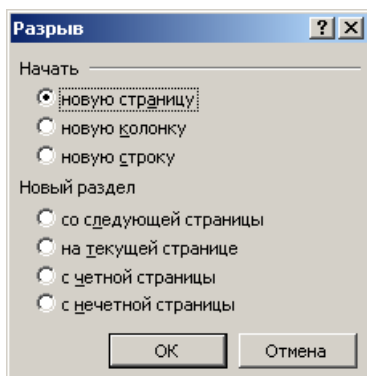 Разрыв
Начать
новую страницу
новую колонку
новую строку
Новый раздел
со следующей страницы
на текущей странице
с четной страницы
с нечетной страницы
ОК
Отмена